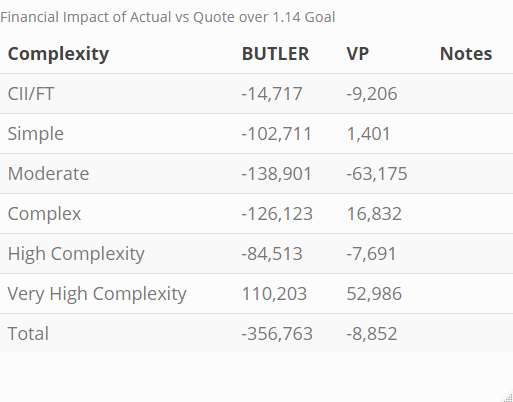 Financial Impact of Actual vs Quote over 1.14 Goal
Complexity BUTLER VP Notes
CII/FT -14,717 -9,206
Simple -102,711 1,401
Moderate -138,901 -63,175
Complex -126,123 16,832
High Complexity -84,513 -7,691
Very High Complexity 110,203 52,986
Total -356,763 -8,852